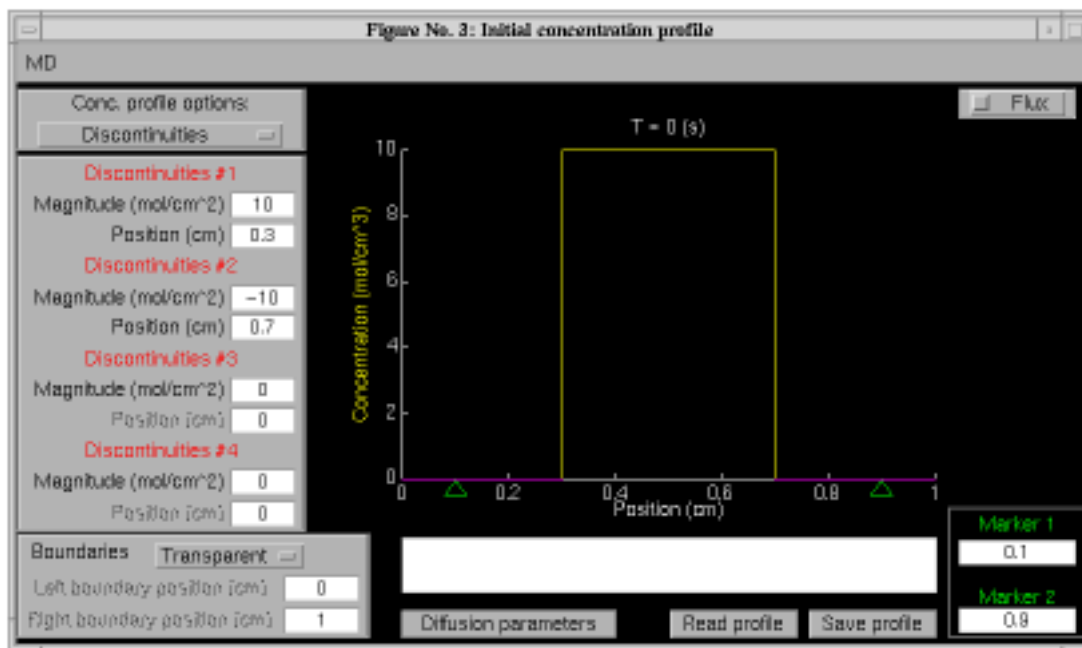 Figure No. 3: Initial concentration profile
MD
Conc. profile options:
Discontinuities
Discontinuities #1
Magnitude (mol/cm^2) 10
Position (cm) 0.3
Discontinuities #2
Magnitude (mol/cm^2) -10
Position (cm) 0.7
Discontinuities #3
Magnitude (mol/cm^2) 0
Position (cm) 0
Discontinuities #4
Magnitude (mol/cm^2) 0
Position (cm) 0
Boundaries Transparent
Left boundary position (cm) 0
Right boundary position (cm) 1
Flux
T = 0 (s)
Concentration (mol/cm^3)
10
8
6
4
2
0
0 0.2 0.4 0.6 0.8 1
Position (cm)
Diffusion parameters Read profile Save profile
Marker 1
0.1
Marker 2
0.9